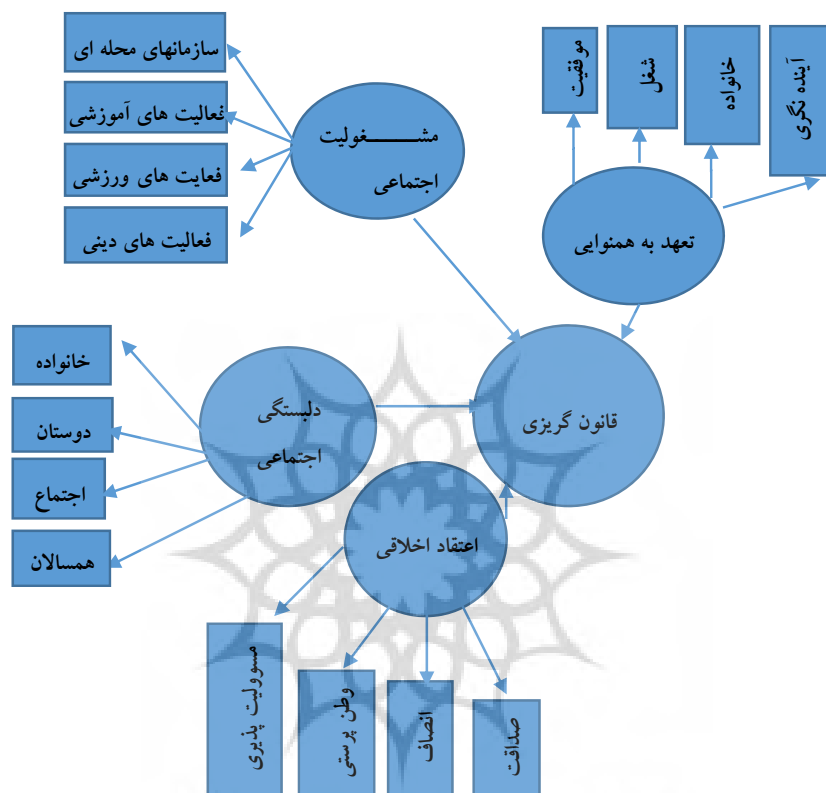 سازمانهای محله ای
فعالیت های آموزشی
فعایت های ورزشی
فعالیت های دینی
مشـــــــغولیت
اجتماعی
موفقیت
شغل
خانواده
آینده نگری
تعهد به همنوایی
قانون گریزی
خانواده
دوستان
اجتماع
همسالان
دلبستگی
اجتماعی
اعتقاد اخلاقی
مسوولیت پذیری
وطن پرستی
انصاف
صداقت